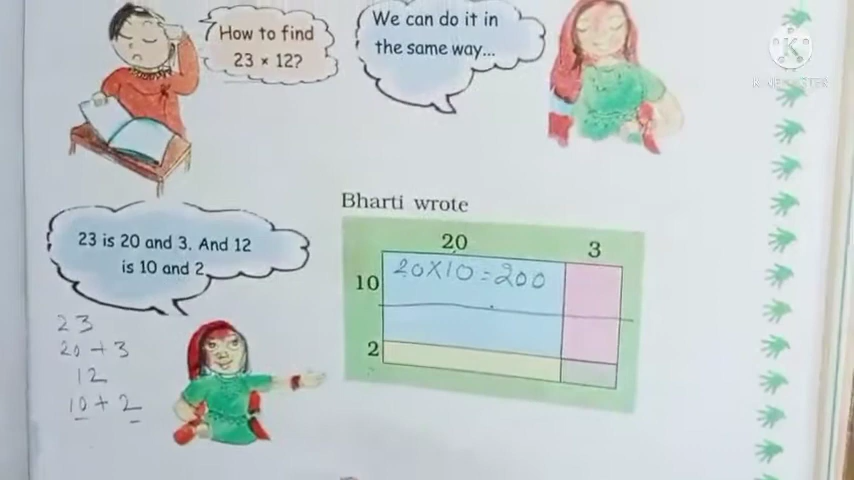 How to find
23 × 12?
We can do it in
the same way...
Bharti wrote
23 is 20 and 3. And 12
is 10 and 2
20 3
20×10=200
10
2
23
20+3
12
10+2
K